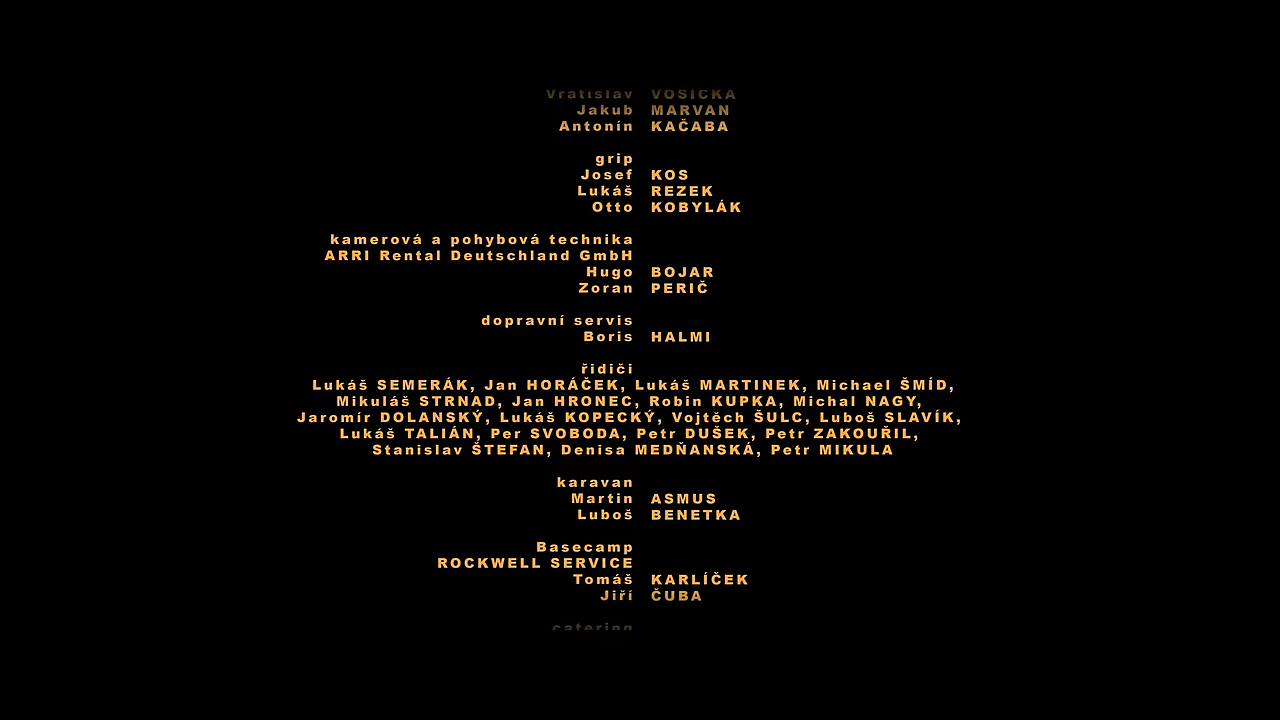 Vratislav VOSIČKA
Jakub MARVAN
Antonín KAČABA
grip
Josef KOS
Lukáš REZEK
Otto KOBYLÁK
kamerová a pohybová technika
ARRI Rental Deutschland GmbH
Hugo BOJAR
Zoran PERIČ
dopravní servis
Boris HALMI
řidiči
Lukáš SEMERÁK, Jan HORÁČEK, Lukáš MARTINEK, Michael ŠMÍD,
Mikuláš STRNAD, Jan HRONEC, Robin KUPKA, Michal NAGY,
Jaromír DOLANSKÝ, Lukáš KOPECKÝ, Vojtěch ŠULC, Luboš SLAVÍK,
Lukáš TALIÁN, Per SVOBODA, Petr DUŠEK, Petr ZAKOUŘIL,
Stanislav ŠTEFAN, Denisa MEDŇANSKÁ, Petr MIKULA
karavan
Martin ASMUS
Luboš BENETKA
Basecamp
ROCKWELL SERVICE
Tomáš KARLÍČEK
Jiří ČUBA
catering